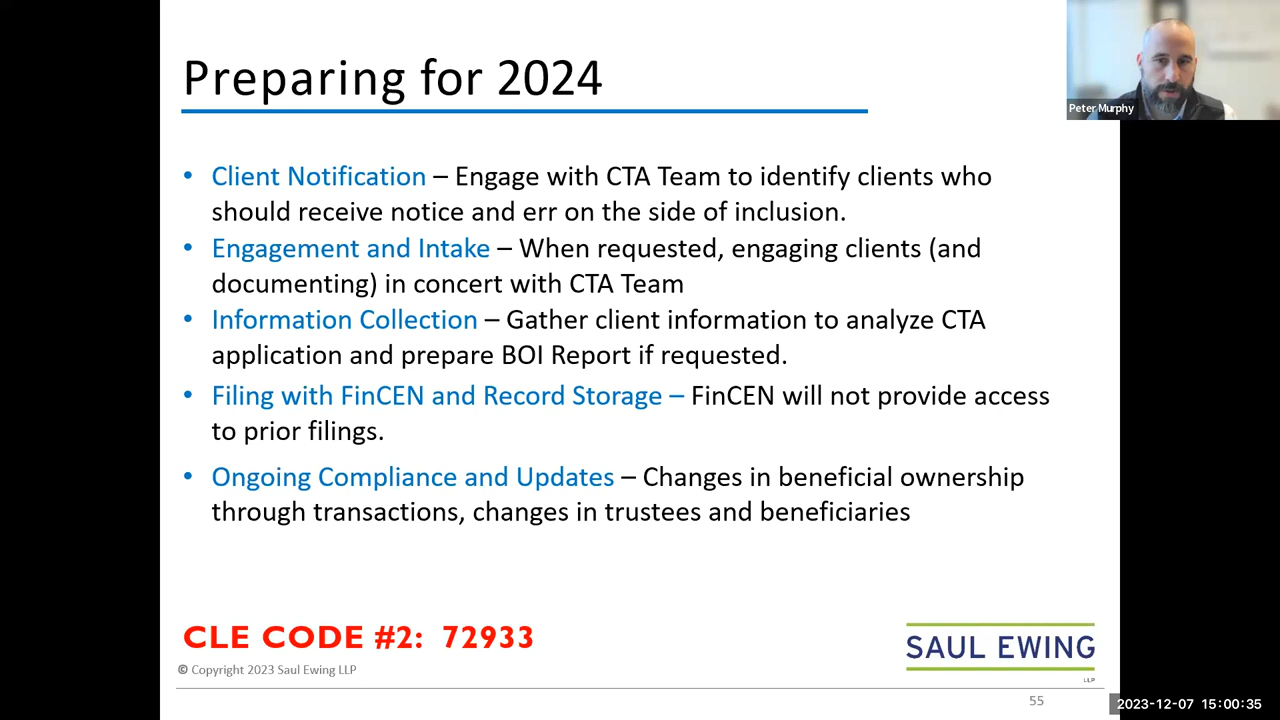 Preparing for 2024
Peter Murphy
• Client Notification – Engage with CTA Team to identify clients who
should receive notice and err on the side of inclusion.
• Engagement and Intake – When requested, engaging clients (and
documenting) in concert with CTA Team
• Information Collection – Gather client information to analyze CTA
application and prepare BOI Report if requested.
• Filing with FinCEN and Record Storage – FinCEN will not provide access
to prior filings.
• Ongoing Compliance and Updates – Changes in beneficial ownership
through transactions, changes in trustees and beneficiaries
CLE CODE #2: 72933
© Copyright 2023 Saul Ewing LLP
SAUL EWING
LLP
55
2023-12-07 15:00:35